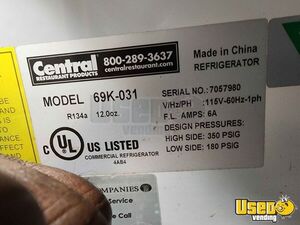 Central 800-289-3637
RESTAURANT PRODUCTS centralrestaurant.com
Made in China
REFRIGERATOR
MODEL 69K-031
R134a 12.0oz.
SERIAL NO.: 7057980
V/Hz/PH : 115V-60Hz-1ph
F.L. AMPS: 6A
DESIGN PRESSURES:
HIGH SIDE: 350 PSIG
LOW SIDE: 180 PSIG
C UL US LISTED
COMMERCIAL REFRIGERATOR
4AB4
COMPANIES
Service
Call
Used
vending